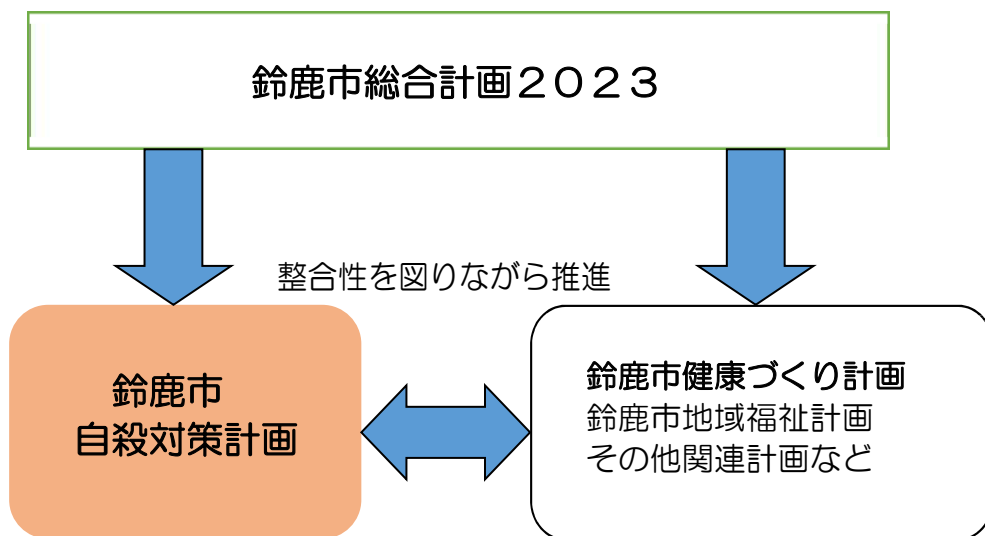 鈴鹿市総合計画２０２３
整合性を図りながら推進
鈴鹿市
自殺対策計画
鈴鹿市健康づくり計画
鈴鹿市地域福祉計画
その他関連計画など